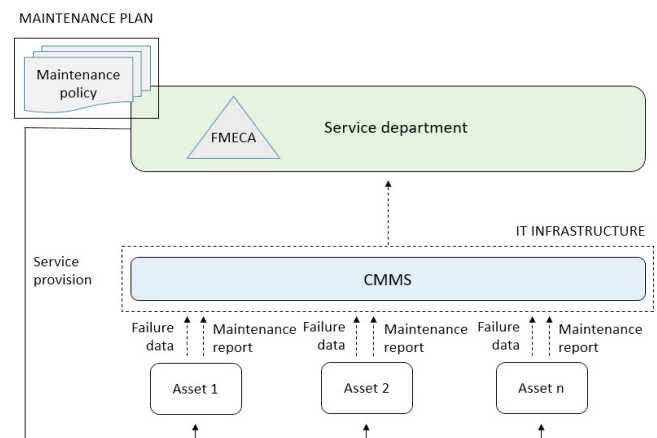 MAINTENANCE PLAN
Maintenance
policy
FMECA
Service department
IT INFRASTRUCTURE
Service
provision
CMMS
Failure
data
Maintenance
report
Failure
data
Maintenance
report
Failure
data
Maintenance
report
Asset 1
Asset 2
Asset n